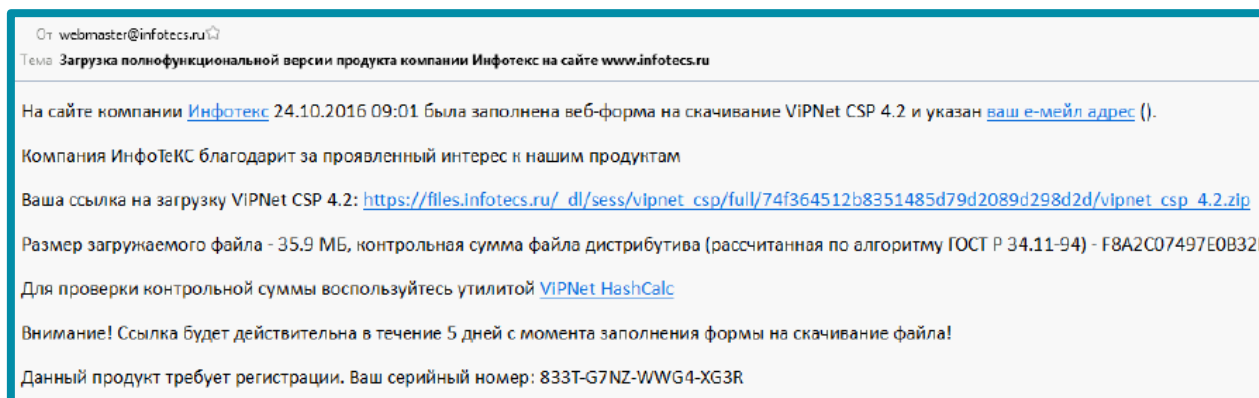 От webmaster@infotecs.ru
Тема Загрузка полнофункциональной версии продукта компании Инфотекс на сайте www.infotecs.ru
На сайте компании Инфотекс 24.10.2016 09:01 была заполнена веб-форма на скачивание ViPNet CSP 4.2 и указан ваш е-мейл адрес ().
Компания ИнфоТеКС благодарит за проявленный интерес к нашим продуктам
Ваша ссылка на загрузку ViPNet CSP 4.2: https://files.infotecs.ru/_dl/sess/vipnet_csp/full/74f364512b8351485d79d2089d298d2d/vipnet_csp_4.2.zip
Размер загружаемого файла - 35.9 МБ, контрольная сумма файла дистрибутива (рассчитанная по алгоритму ГОСТ Р 34.11-94) - F8A2C07497E0B32
Для проверки контрольной суммы воспользуйтесь утилитой ViPNet HashCalc
Внимание! Ссылка будет действительна в течение 5 дней с момента заполнения формы на скачивание файла!
Данный продукт требует регистрации. Ваш серийный номер: 833T-G7NZ-WWG4-XG3R